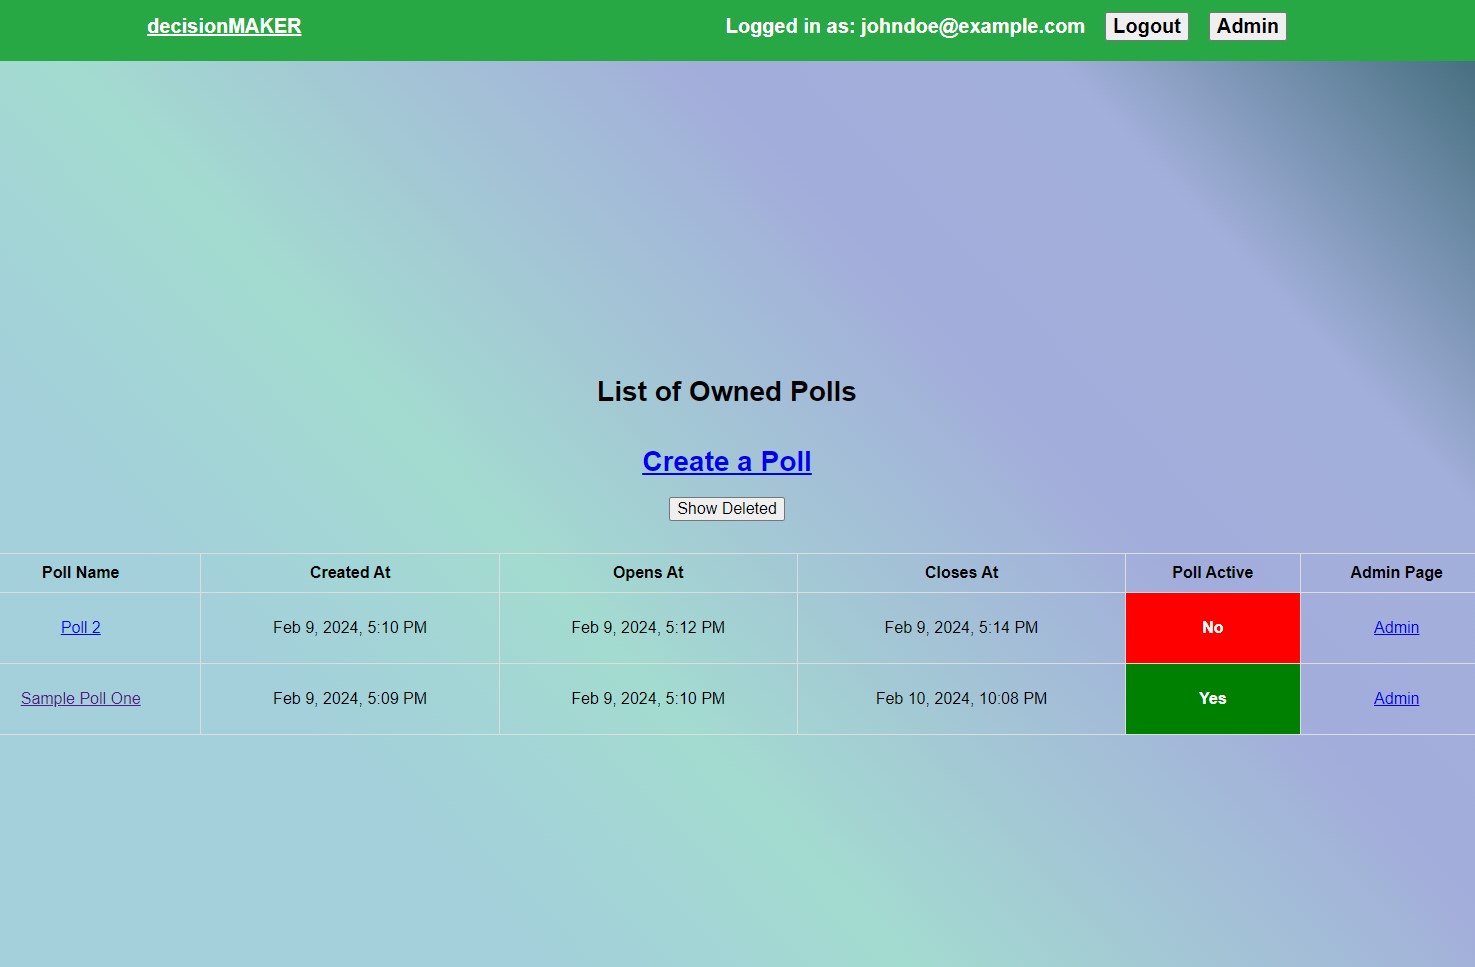 decisionMAKER Logged in as: johndoe@example.com Logout Admin
List of Owned Polls
Create a Poll
Show Deleted
Poll Name Created At Opens At Closes At Poll Active Admin Page
Poll 2 Feb 9, 2024, 5:10 PM Feb 9, 2024, 5:12 PM Feb 9, 2024, 5:14 PM No Admin
Sample Poll One Feb 9, 2024, 5:09 PM Feb 9, 2024, 5:10 PM Feb 10, 2024, 10:08 PM Yes Admin